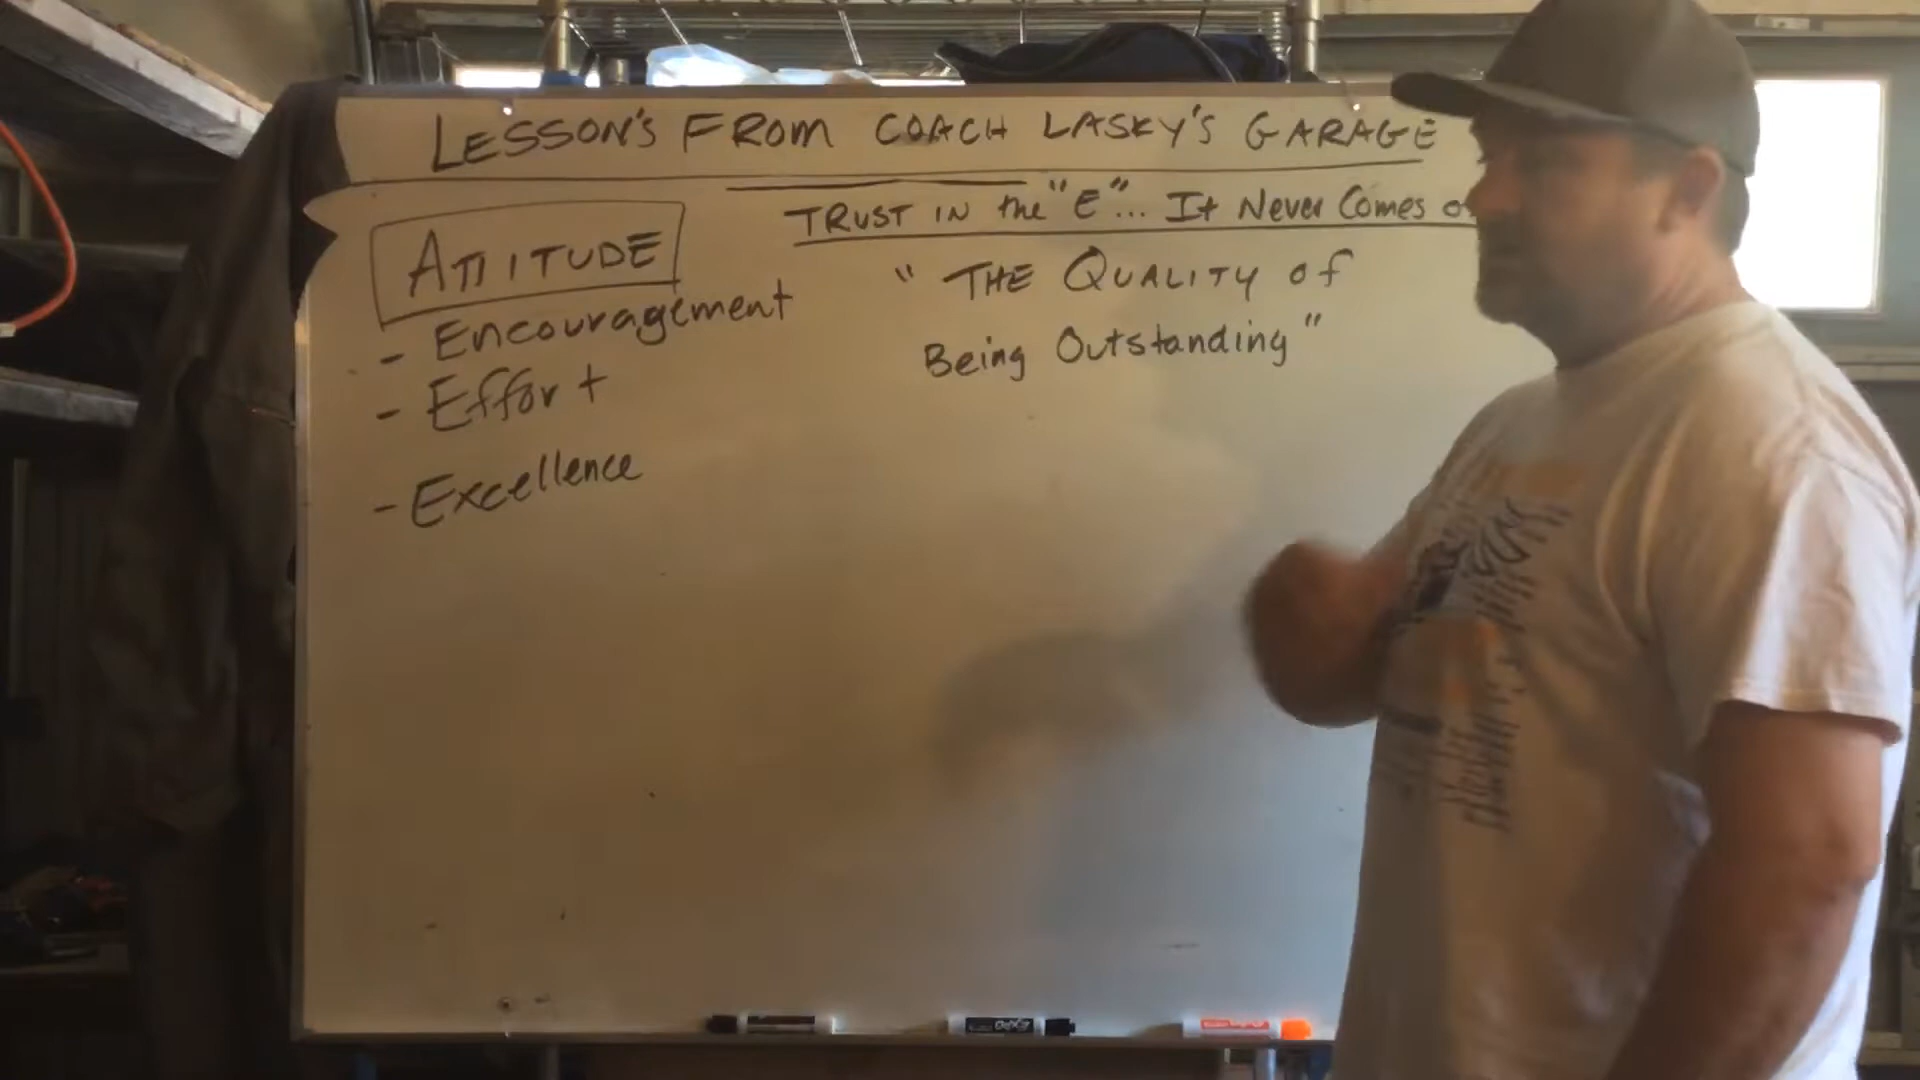 LESSON'S FROM COACH LASKY'S GARAGE
TRUST IN the "E"... It Never Comes
ATTITUDE
- Encouragement
- Effort
- Excellence
" THE QUALITY of
Being Outstanding"
EXPO